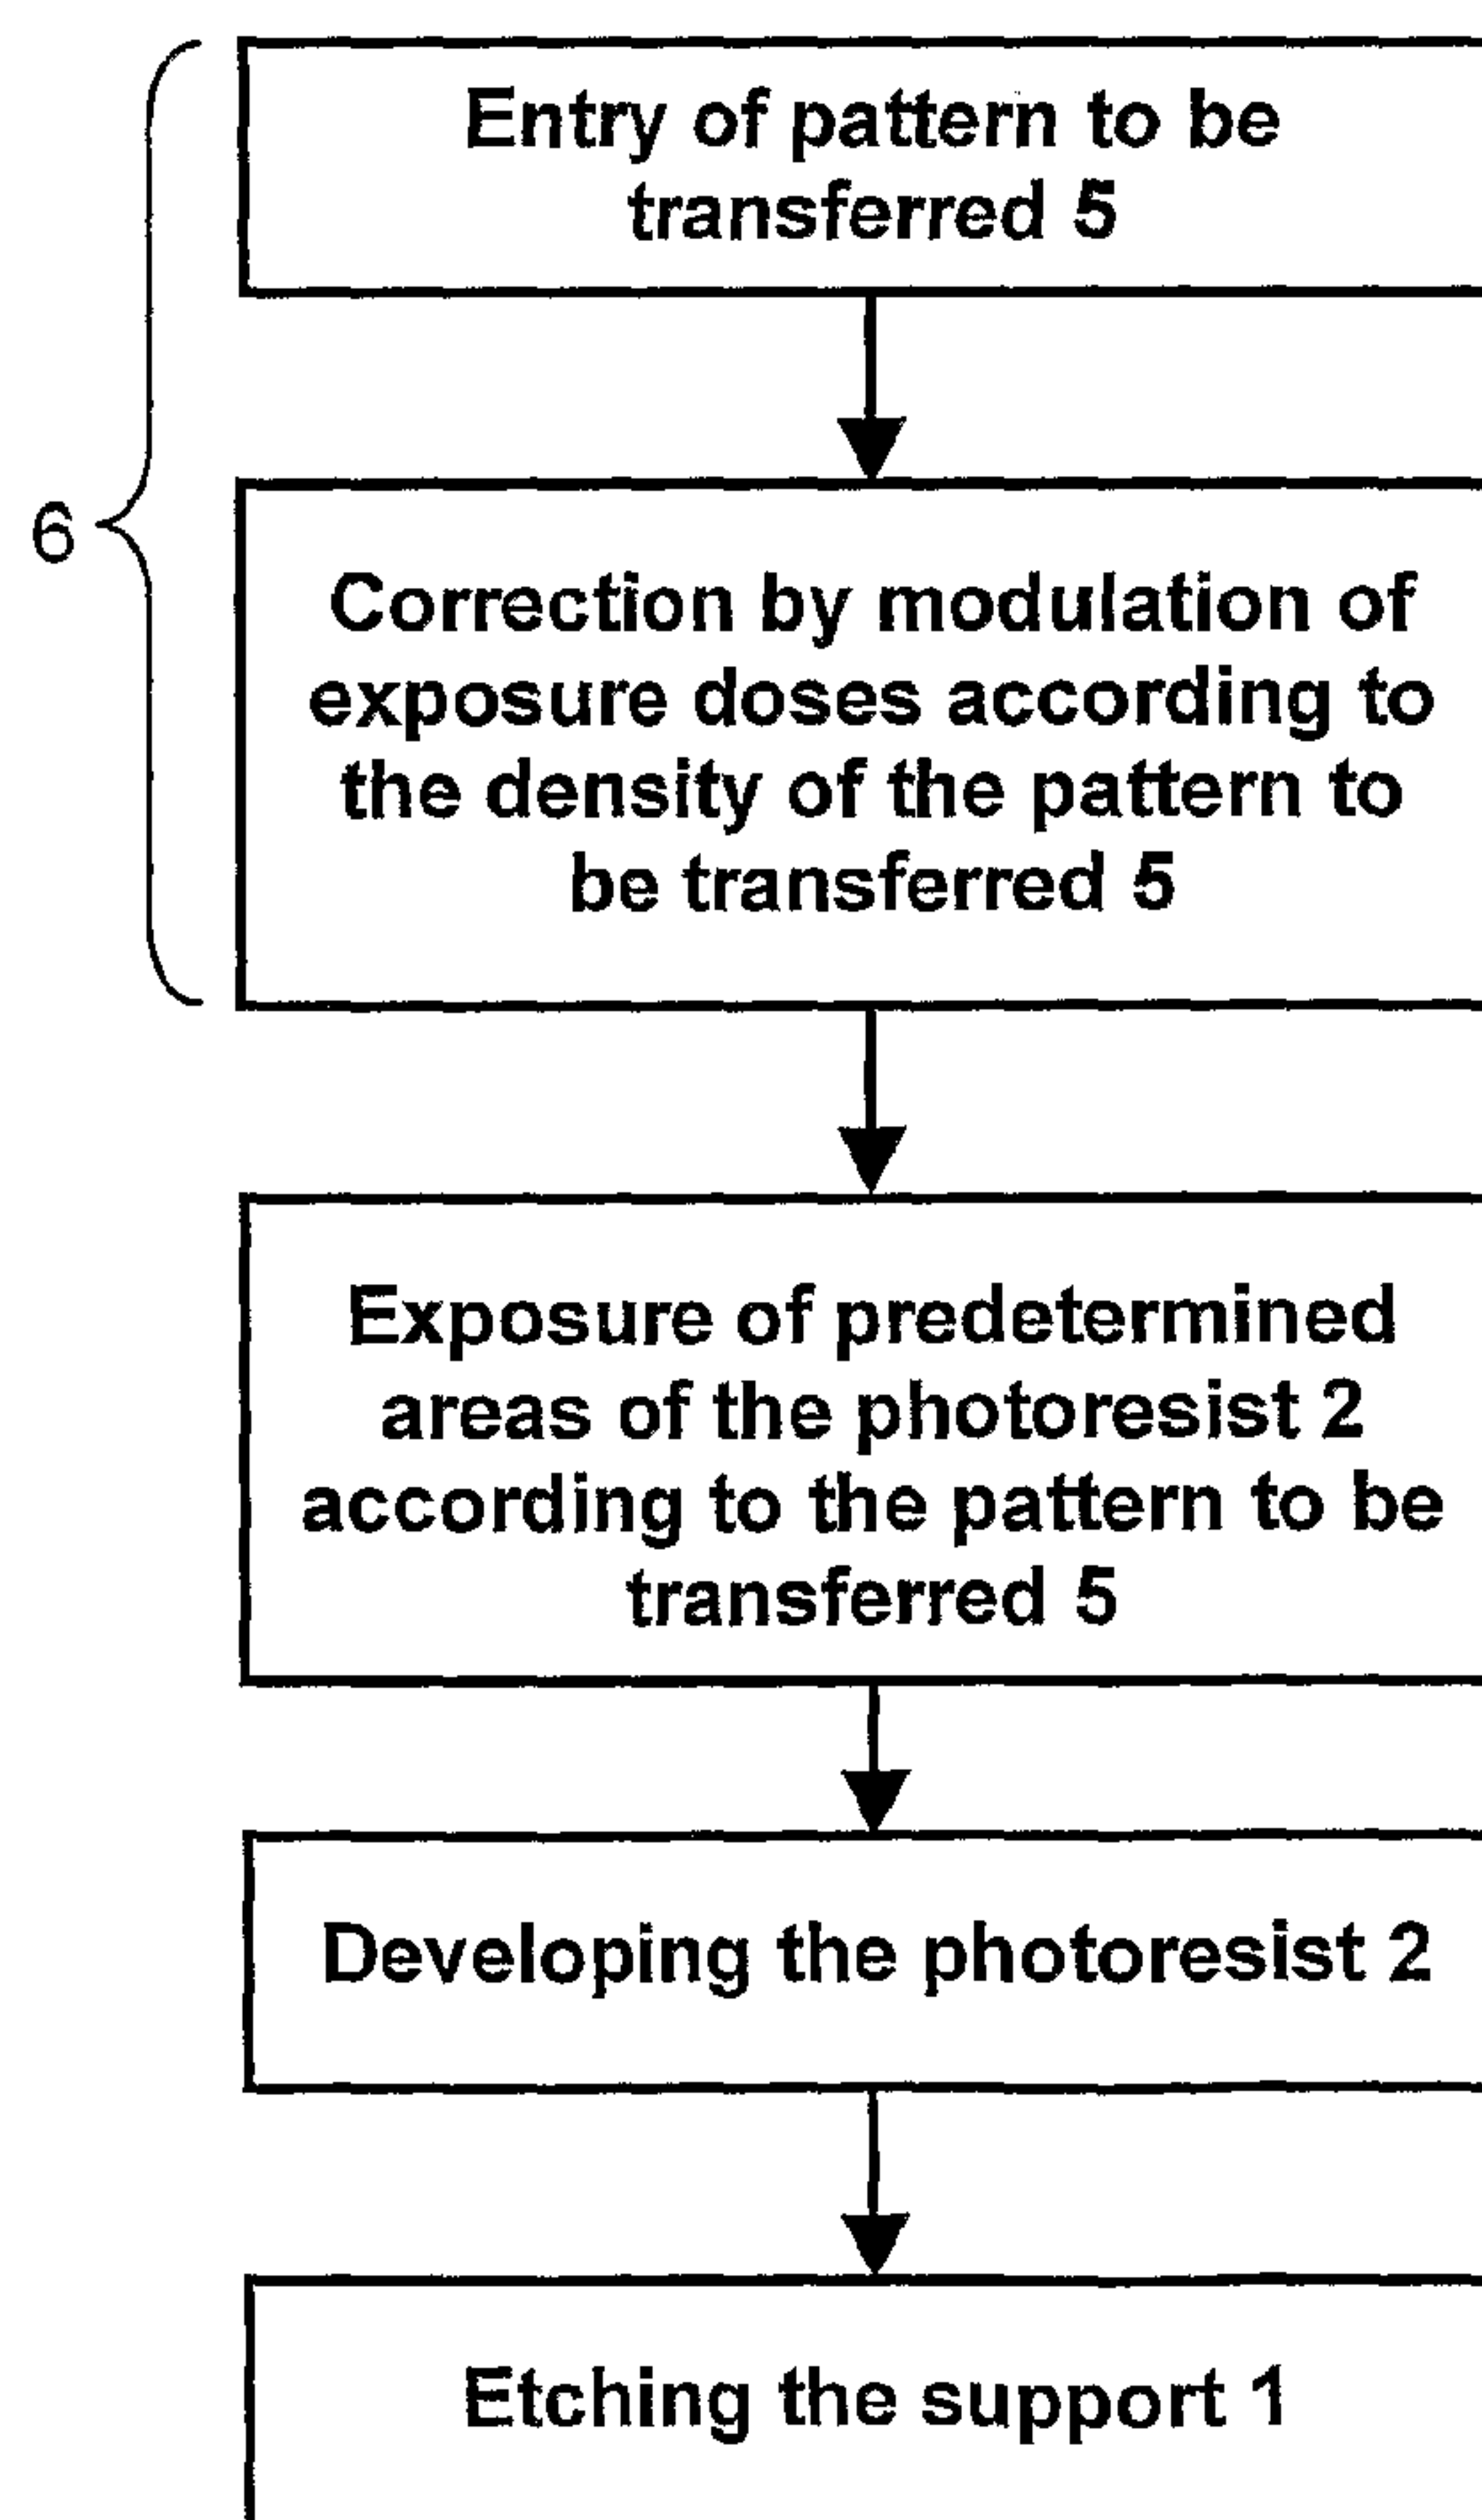 Entry of pattern to be
transferred 5
6
Correction by modulation of
exposure doses according to
the density of the pattern to
be transferred 5
Exposure of predetermined
areas of the photoresist 2
according to the pattern to be
transferred 5
Developing the photoresist 2
Etching the support 1